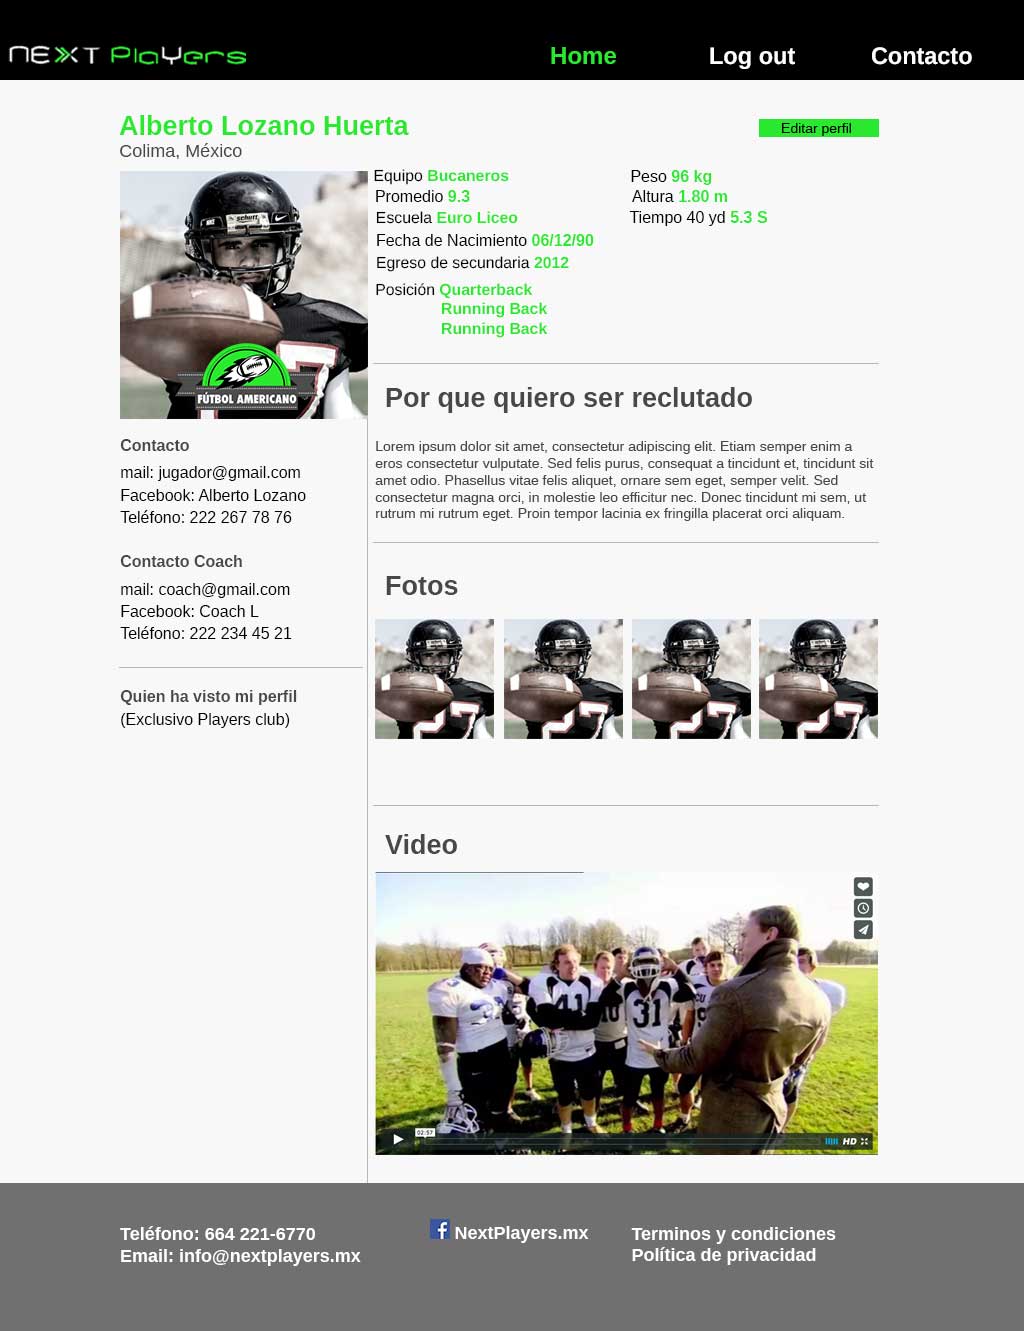 NEXT PlaYers
Home
Log out
Contacto
Alberto Lozano Huerta
Editar perfil
Colima, México
schutt
FÚTBOL AMERICANO
Equipo Bucaneros
Promedio 9.3
Escuela Euro Liceo
Fecha de Nacimiento 06/12/90
Egreso de secundaria 2012
Posición Quarterback
Running Back
Running Back
Peso 96 kg
Altura 1.80 m
Tiempo 40 yd 5.3 S
Contacto
mail: jugador@gmail.com
Facebook: Alberto Lozano
Teléfono: 222 267 78 76
Contacto Coach
mail: coach@gmail.com
Facebook: Coach L
Teléfono: 222 234 45 21
Quien ha visto mi perfil
(Exclusivo Players club)
Por que quiero ser reclutado
Lorem ipsum dolor sit amet, consectetur adipiscing elit. Etiam semper enim a
eros consectetur vulputate. Sed felis purus, consequat a tincidunt et, tincidunt sit
amet odio. Phasellus vitae felis aliquet, ornare sem eget, semper velit. Sed
consectetur magna orci, in molestie leo efficitur nec. Donec tincidunt mi sem, ut
rutrum mi rutrum eget. Proin tempor lacinia ex fringilla placerat orci aliquam.
Fotos
Video
41
31
02:57
HD
Teléfono: 664 221-6770
Email: info@nextplayers.mx
f NextPlayers.mx
Terminos y condiciones
Política de privacidad